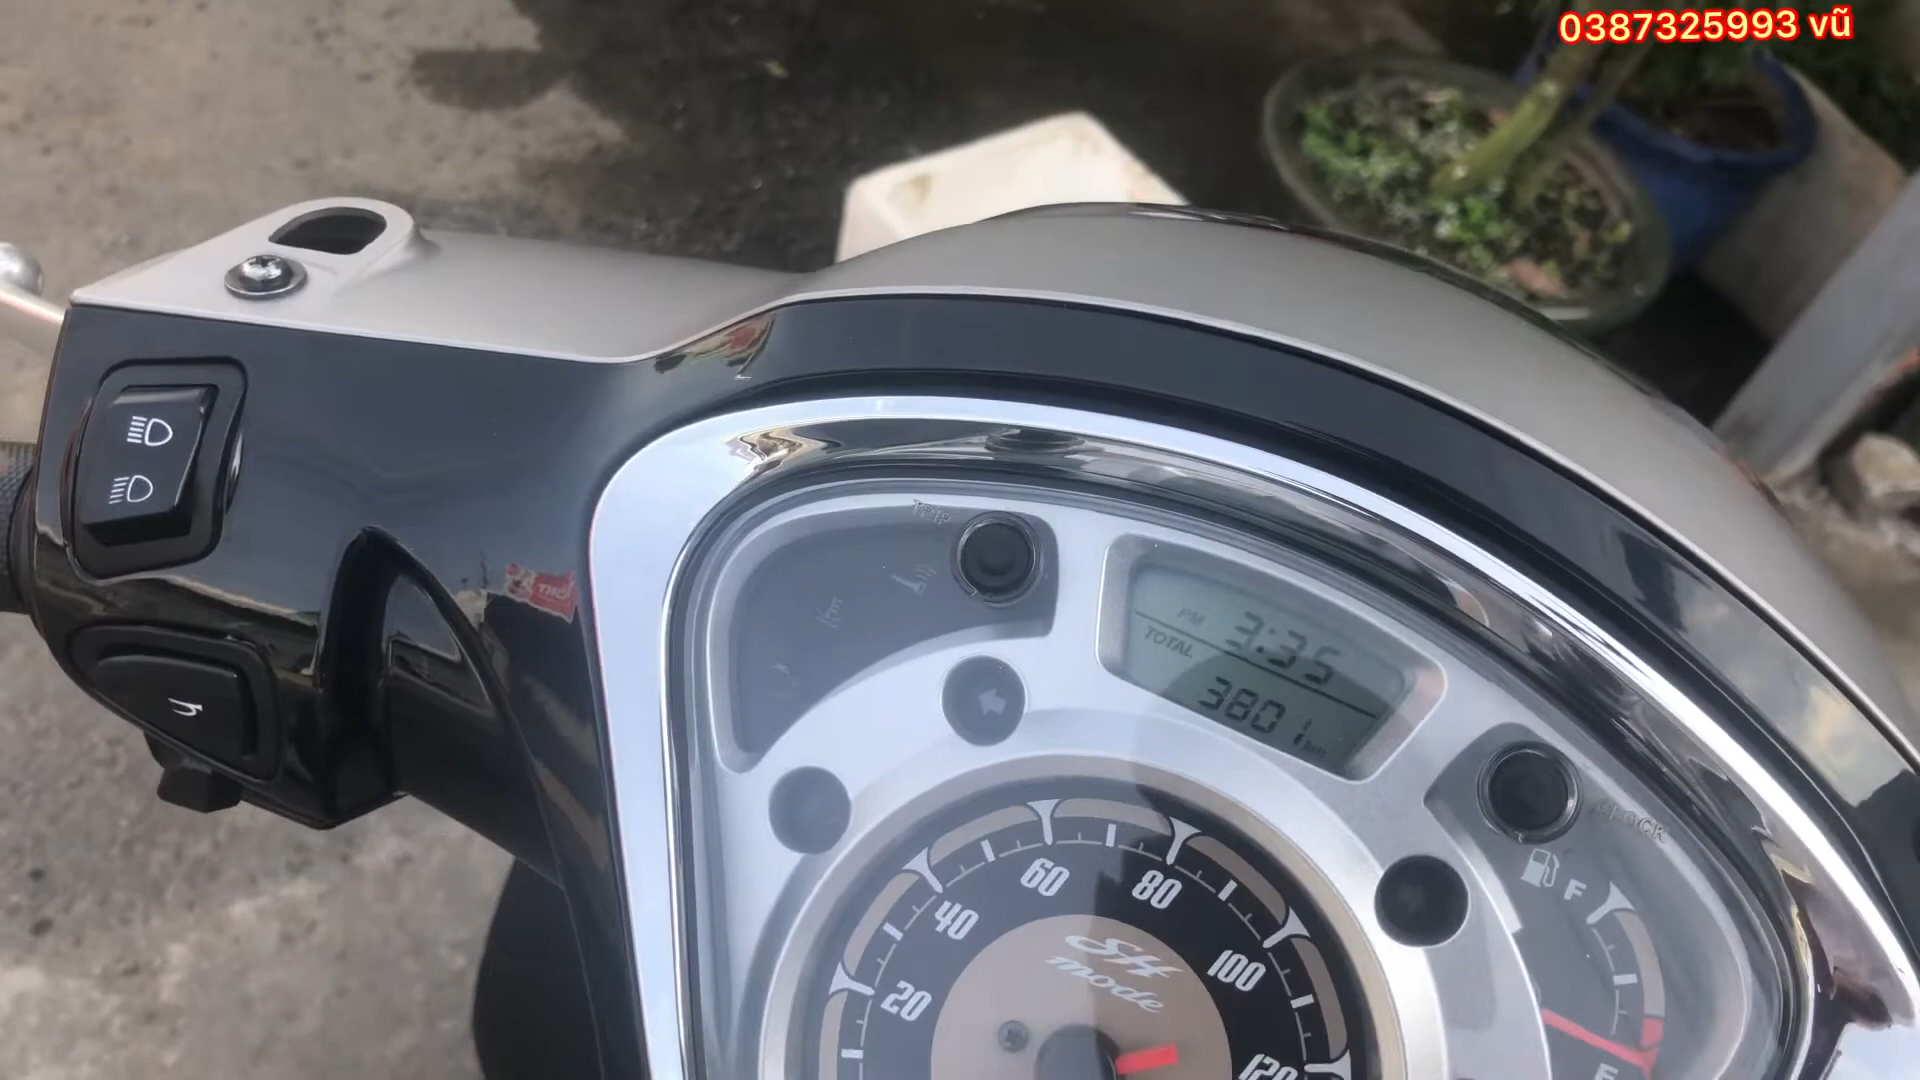 0387325993 vũ
TRIP
PM 3:35
TOTAL
3801 km
CLOCK
F
E
20
40
60
80
100
120
SH
mode